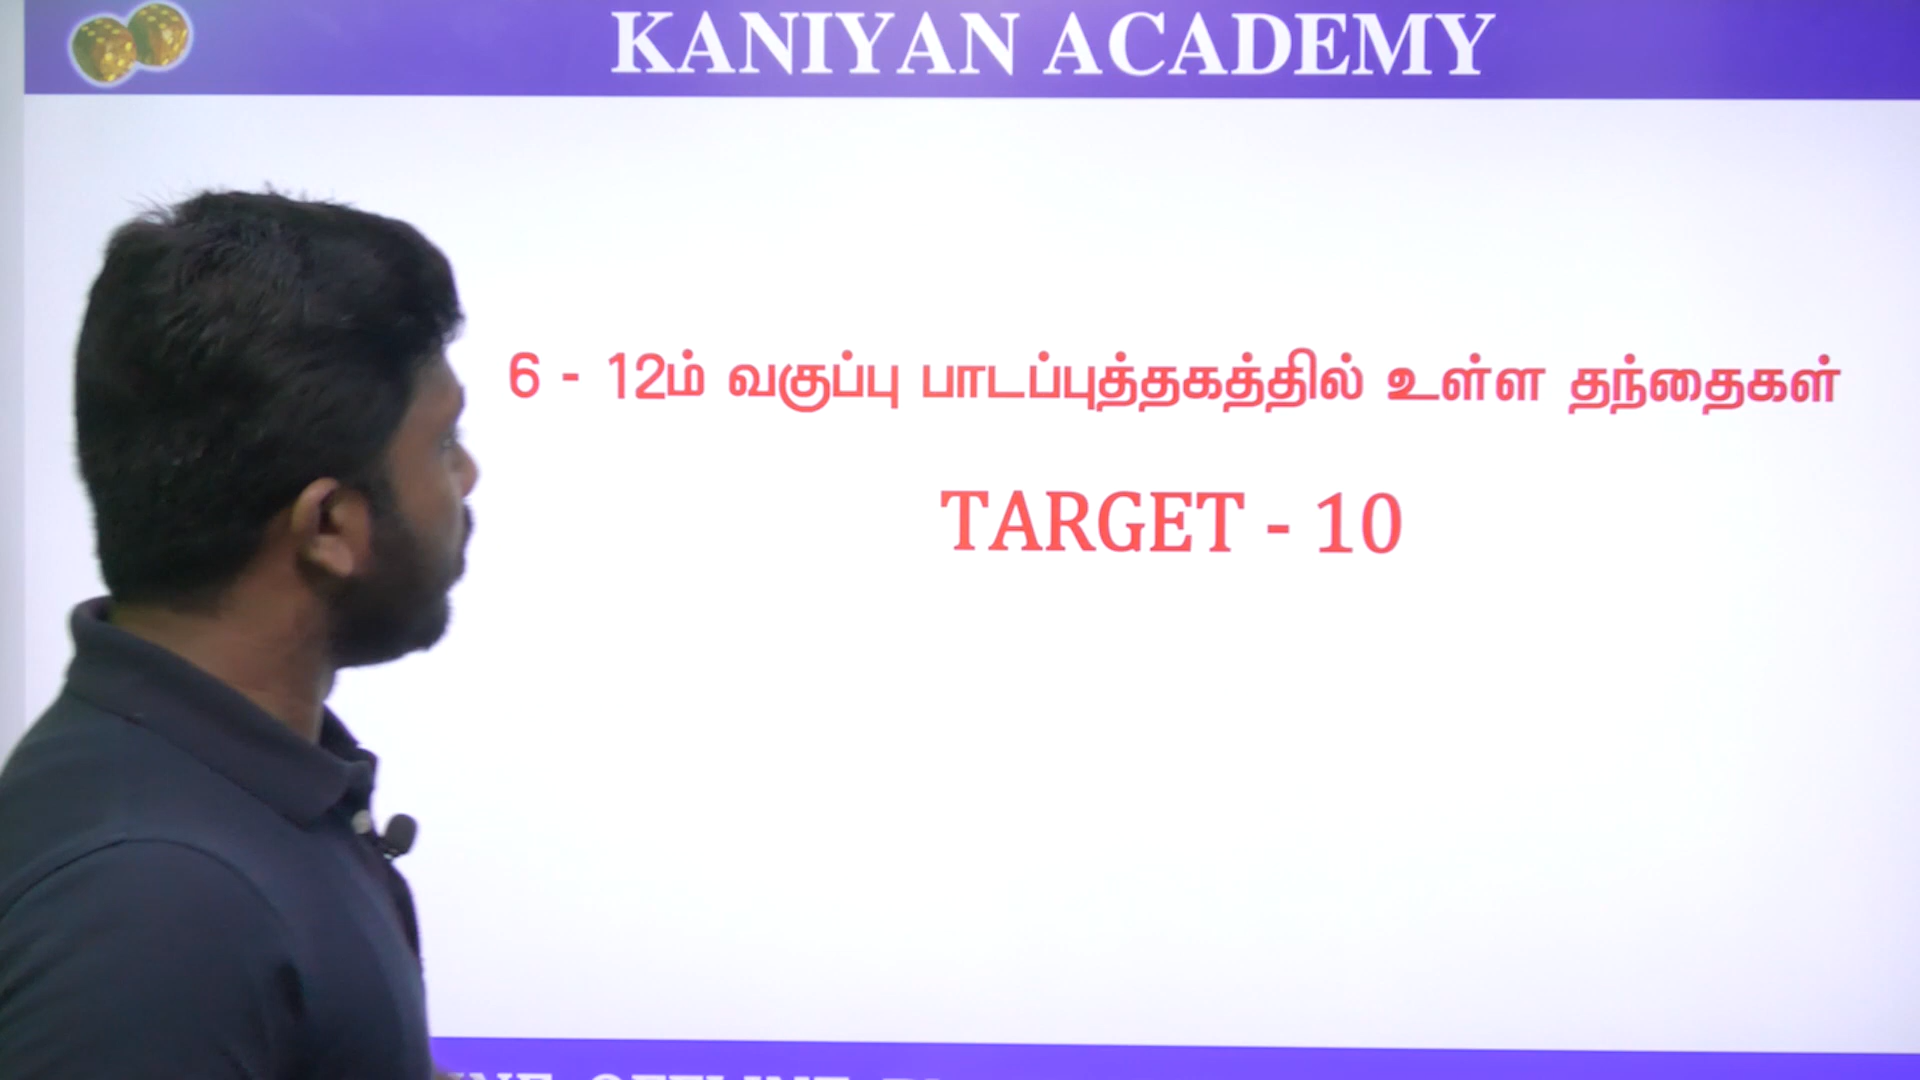 KANIYAN ACADEMY
6 - 12ம் வகுப்பு பாடப்புத்தகத்தில் உள்ள தந்தைகள்
TARGET - 10